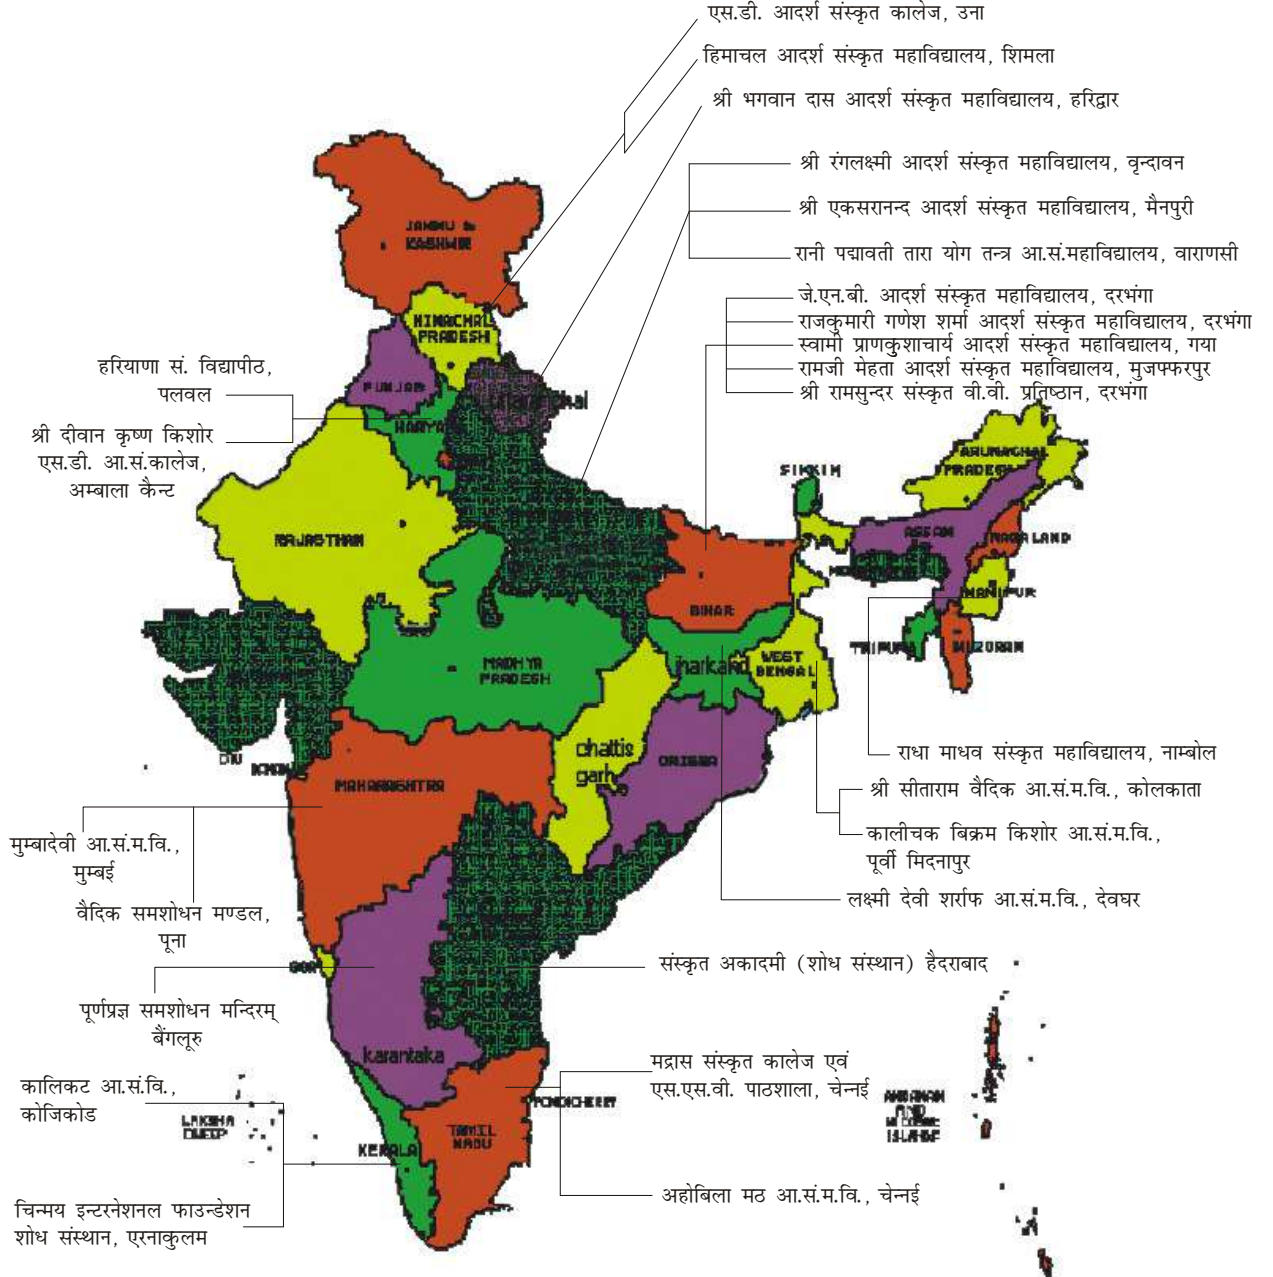 एस.डी. आदर्श संस्कृत कालेज, उना
हिमाचल आदर्श संस्कृत महाविद्यालय, शिमला
श्री भगवान दास आदर्श संस्कृत महाविद्यालय, हरिद्वार
श्री रंगलक्ष्मी आदर्श संस्कृत महाविद्यालय, वृन्दावन
श्री एकसरानन्द आदर्श संस्कृत महाविद्यालय, मैनपुरी
रानी पद्मावती तारा योग तन्त्र आ.सं.महाविद्यालय, वाराणसी
जे.एन.बी. आदर्श संस्कृत महाविद्यालय, दरभंगा
राजकुमारी गणेश शर्मा आदर्श संस्कृत महाविद्यालय, दरभंगा
स्वामी प्राणकुशाचार्य आदर्श संस्कृत महाविद्यालय, गया
रामजी मेहता आदर्श संस्कृत महाविद्यालय, मुजफ्फरपुर
श्री रामसुन्दर संस्कृत वी.वी. प्रतिष्ठान, दरभंगा
हरियाणा सं. विद्यापीठ,
पलवल
श्री दीवान कृष्ण किशोर
एस.डी. आ.सं.कालेज,
अम्बाला कैन्ट
JAMMU &
KASHMIR
HIMACHAL
PRADESH
PUNJAB
HARYA
RAJASTHAN
SIKKIM
ARUNACHAL
PRADESH
ASSAM
NAGALAND
MANIPUR
TRIPURA
MIZORAM
BIHAR
jharkand
WEST
BENGAL
MADHYA
PRADESH
chattis
garh
ORISSA
DIU
DAMAN
MAHARASHTRA
GOA
karantaka
KERALA
TAMIL
NADU
PONDICHERRY
LAKSHA
DWEEP
ANDAMAN
AND
NICOBAR
ISLANDS
राधा माधव संस्कृत महाविद्यालय, नाम्बोल
श्री सीताराम वैदिक आ.सं.म.वि., कोलकाता
कालीचक बिक्रम किशोर आ.सं.म.वि.,
पूर्वी मिदनापुर
लक्ष्मी देवी शर्राफ आ.सं.म.वि., देवघर
मुम्बादेवी आ.सं.म.वि.,
मुम्बई
वैदिक समशोधन मण्डल,
पूना
संस्कृत अकादमी (शोध संस्थान) हैदराबाद
पूर्णप्रज्ञ समशोधन मन्दिरम्
बैंगलूरु
मद्रास संस्कृत कालेज एवं
एस.एस.वी. पाठशाला, चेन्नई
कालिकट आ.सं.वि.,
कोजिकोड
अहोबिला मठ आ.सं.म.वि., चेन्नई
चिन्मय इन्टरनेशनल फाउन्डेशन
शोध संस्थान, एरनाकुलम